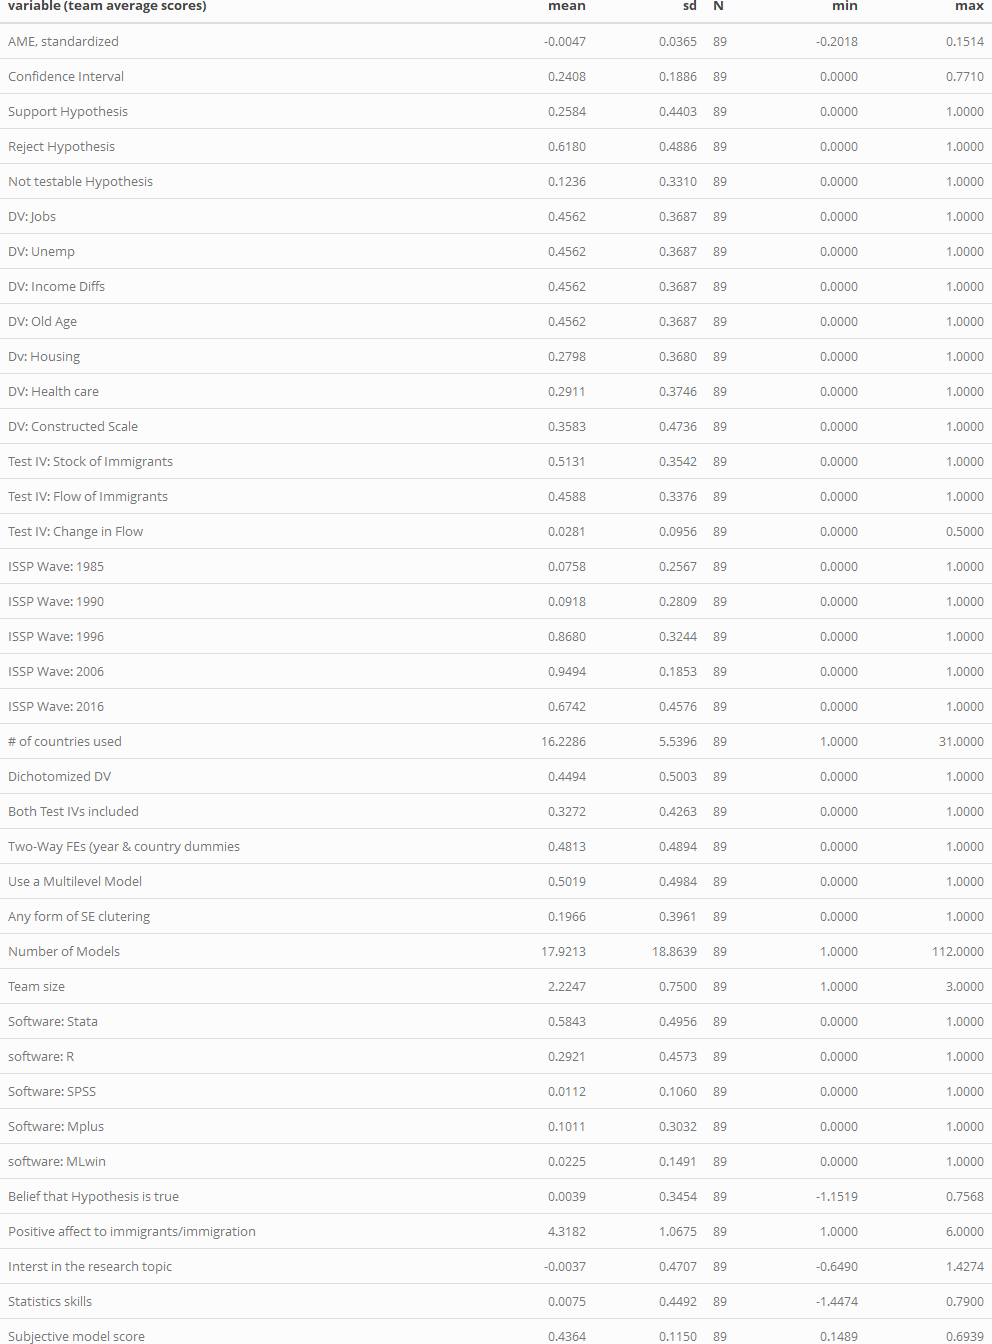 variable (team average scores) mean sd N min max
AME, standardized -0.0047 0.0365 89 -0.2018 0.1514
Confidence Interval 0.2408 0.1886 89 0.0000 0.7710
Support Hypothesis 0.2584 0.4403 89 0.0000 1.0000
Reject Hypothesis 0.6180 0.4886 89 0.0000 1.0000
Not testable Hypothesis 0.1236 0.3310 89 0.0000 1.0000
DV: Jobs 0.4562 0.3687 89 0.0000 1.0000
DV: Unemp 0.4562 0.3687 89 0.0000 1.0000
DV: Income Diffs 0.4562 0.3687 89 0.0000 1.0000
DV: Old Age 0.4562 0.3687 89 0.0000 1.0000
Dv: Housing 0.2798 0.3680 89 0.0000 1.0000
DV: Health care 0.2911 0.3746 89 0.0000 1.0000
DV: Constructed Scale 0.3583 0.4736 89 0.0000 1.0000
Test IV: Stock of Immigrants 0.5131 0.3542 89 0.0000 1.0000
Test IV: Flow of Immigrants 0.4588 0.3376 89 0.0000 1.0000
Test IV: Change in Flow 0.0281 0.0956 89 0.0000 0.5000
ISSP Wave: 1985 0.0758 0.2567 89 0.0000 1.0000
ISSP Wave: 1990 0.0918 0.2809 89 0.0000 1.0000
ISSP Wave: 1996 0.8680 0.3244 89 0.0000 1.0000
ISSP Wave: 2006 0.9494 0.1853 89 0.0000 1.0000
ISSP Wave: 2016 0.6742 0.4576 89 0.0000 1.0000
# of countries used 16.2286 5.5396 89 1.0000 31.0000
Dichotomized DV 0.4494 0.5003 89 0.0000 1.0000
Both Test IVs included 0.3272 0.4263 89 0.0000 1.0000
Two-Way FEs (year & country dummies 0.4813 0.4894 89 0.0000 1.0000
Use a Multilevel Model 0.5019 0.4984 89 0.0000 1.0000
Any form of SE clutering 0.1966 0.3961 89 0.0000 1.0000
Number of Models 17.9213 18.8639 89 1.0000 112.0000
Team size 2.2247 0.7500 89 1.0000 3.0000
Software: Stata 0.5843 0.4956 89 0.0000 1.0000
software: R 0.2921 0.4573 89 0.0000 1.0000
Software: SPSS 0.0112 0.1060 89 0.0000 1.0000
Software: Mplus 0.1011 0.3032 89 0.0000 1.0000
software: MLwin 0.0225 0.1491 89 0.0000 1.0000
Belief that Hypothesis is true 0.0039 0.3454 89 -1.1519 0.7568
Positive affect to immigrants/immigration 4.3182 1.0675 89 1.0000 6.0000
Interst in the research topic -0.0037 0.4707 89 -0.6490 1.4274
Statistics skills 0.0075 0.4492 89 -1.4474 0.7900
Subjective model score 0.4364 0.1150 89 0.1489 0.6939